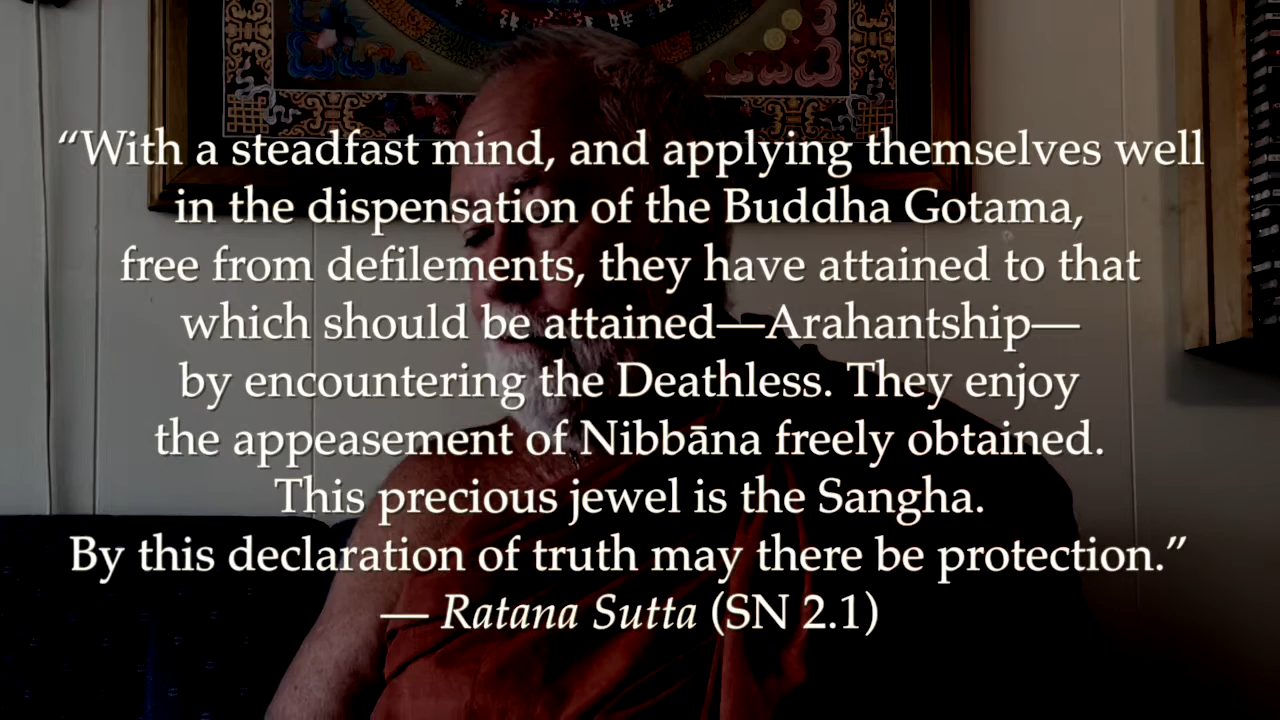 “With a steadfast mind, and applying themselves well
in the dispensation of the Buddha Gotama,
free from defilements, they have attained to that
which should be attained—Arahantship—
by encountering the Deathless. They enjoy
the appeasement of Nibbāna freely obtained.
This precious jewel is the Sangha.
By this declaration of truth may there be protection.”
— Ratana Sutta (SN 2.1)